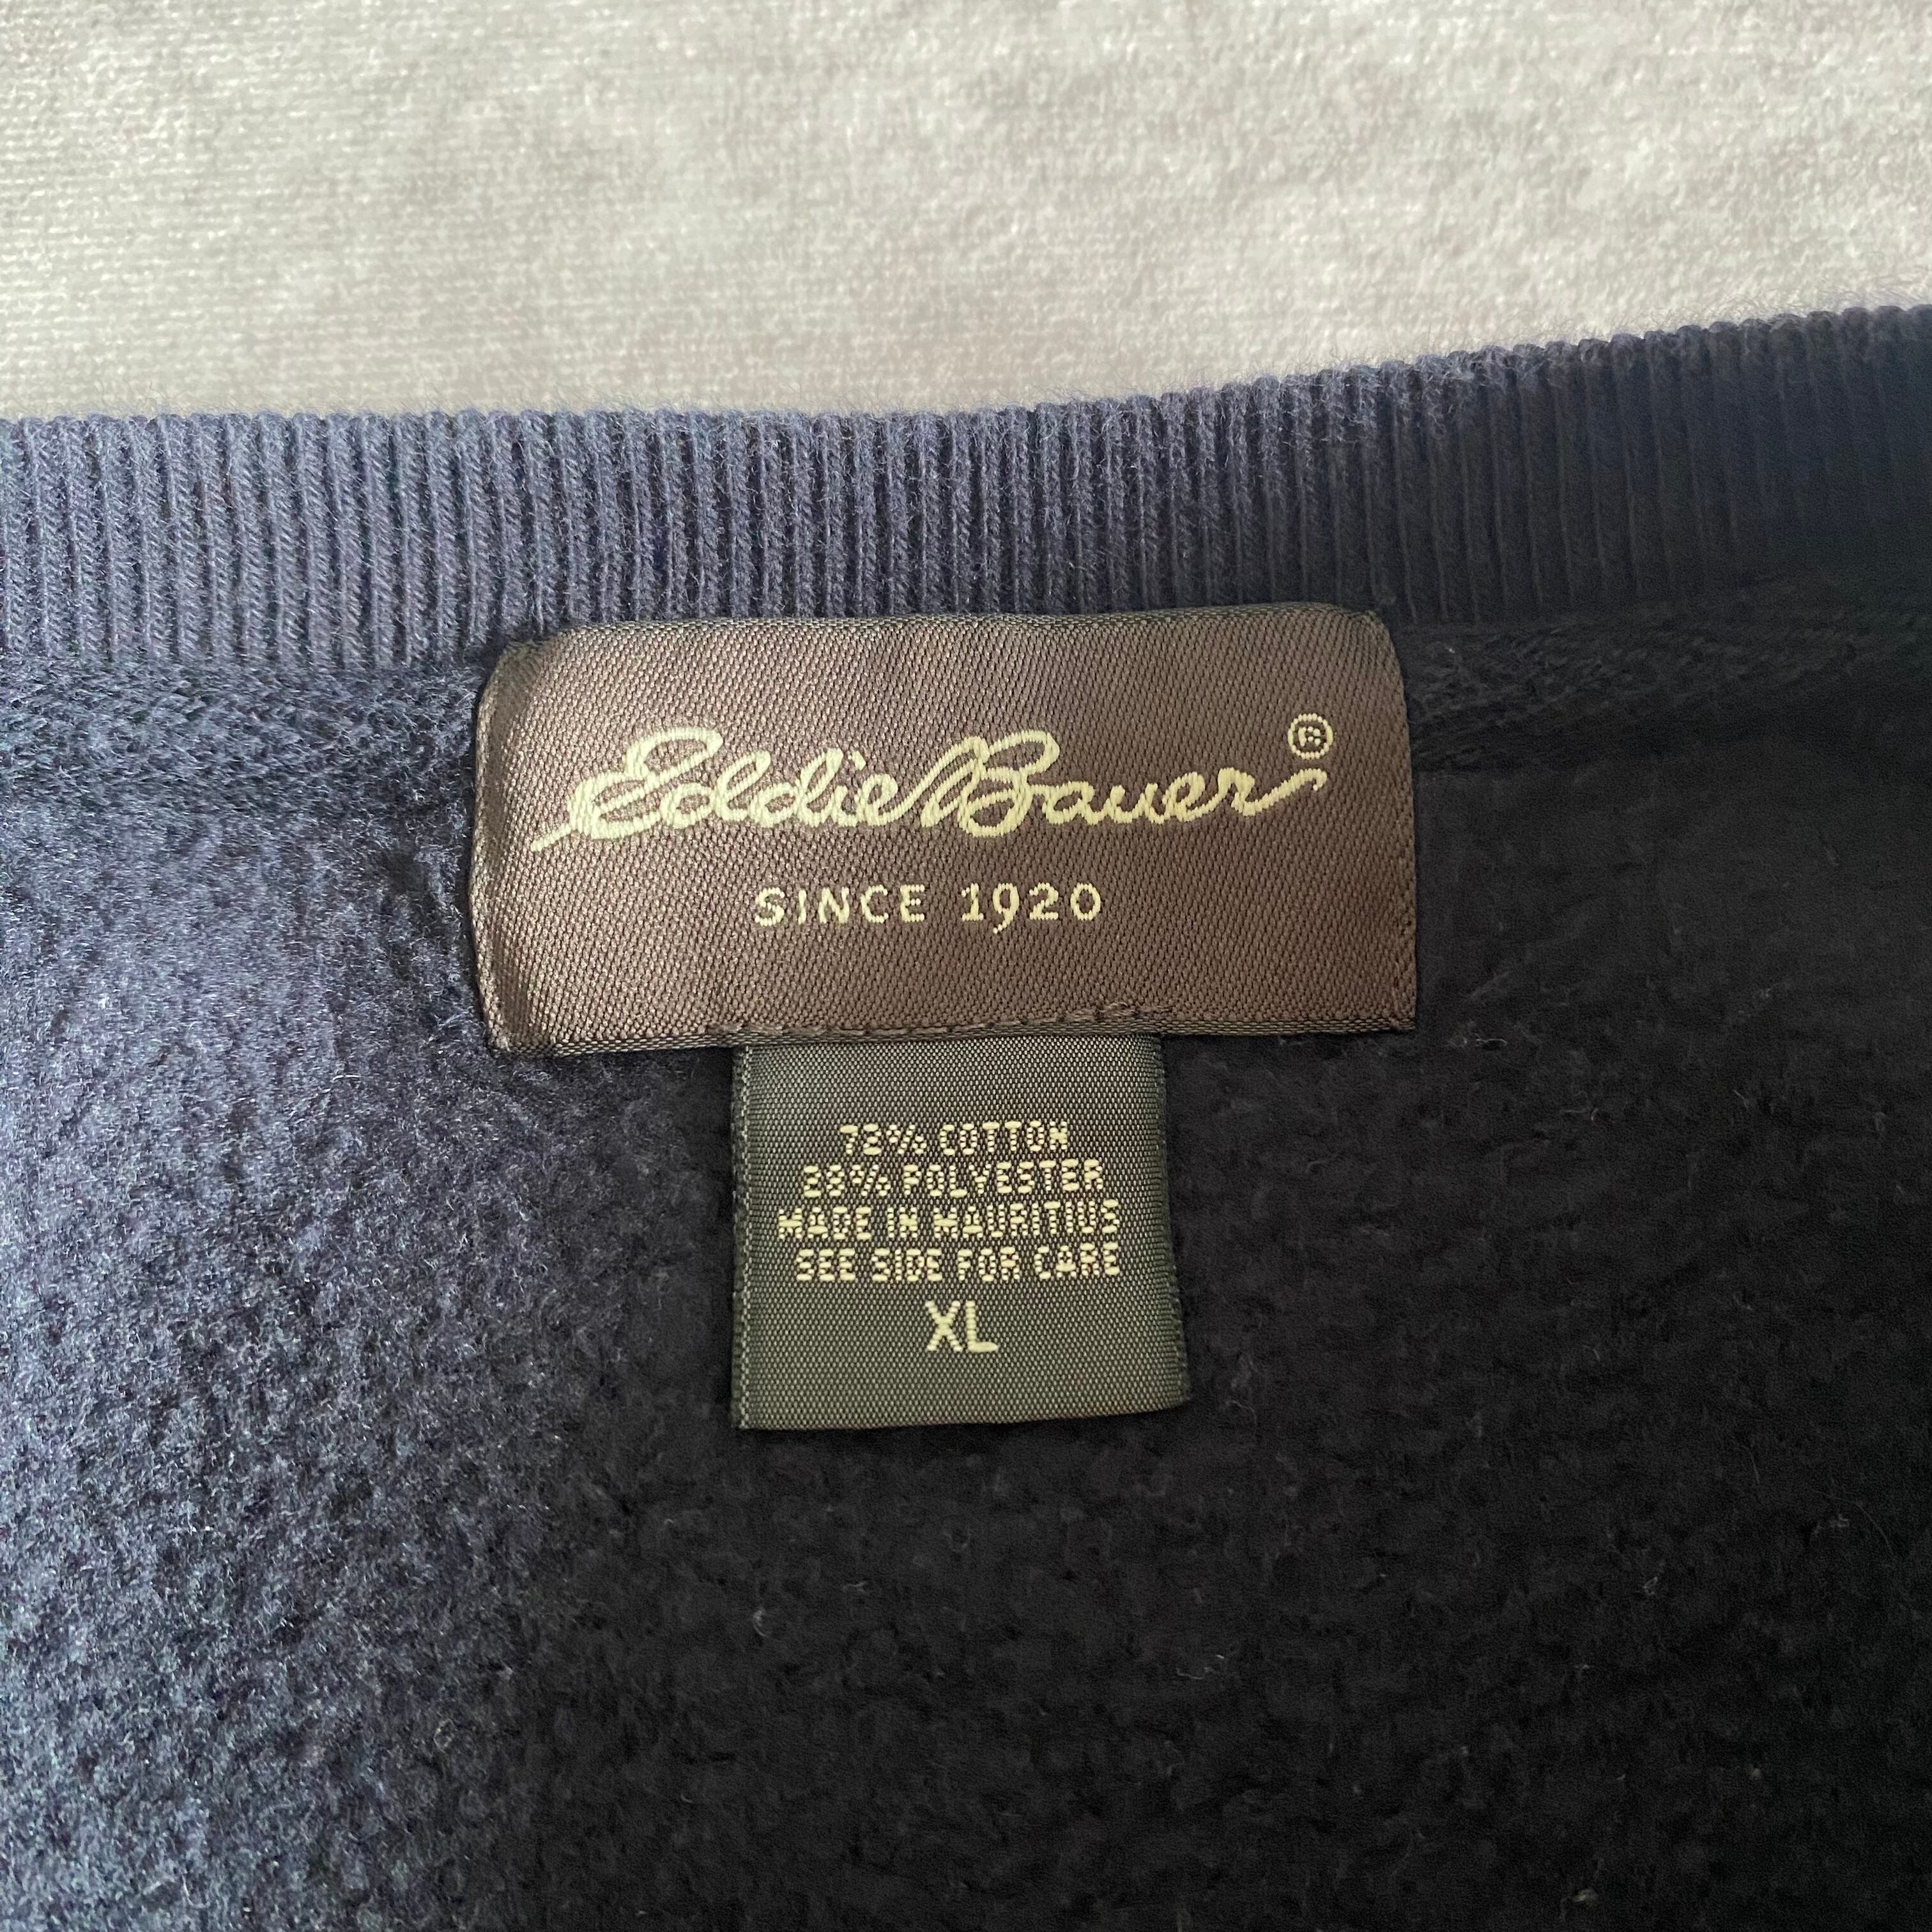 Eddie Bauer®
SINCE 1920
72% COTTON
28% POLYESTER
MADE IN MAURITIUS
SEE SIDE FOR CARE
XL